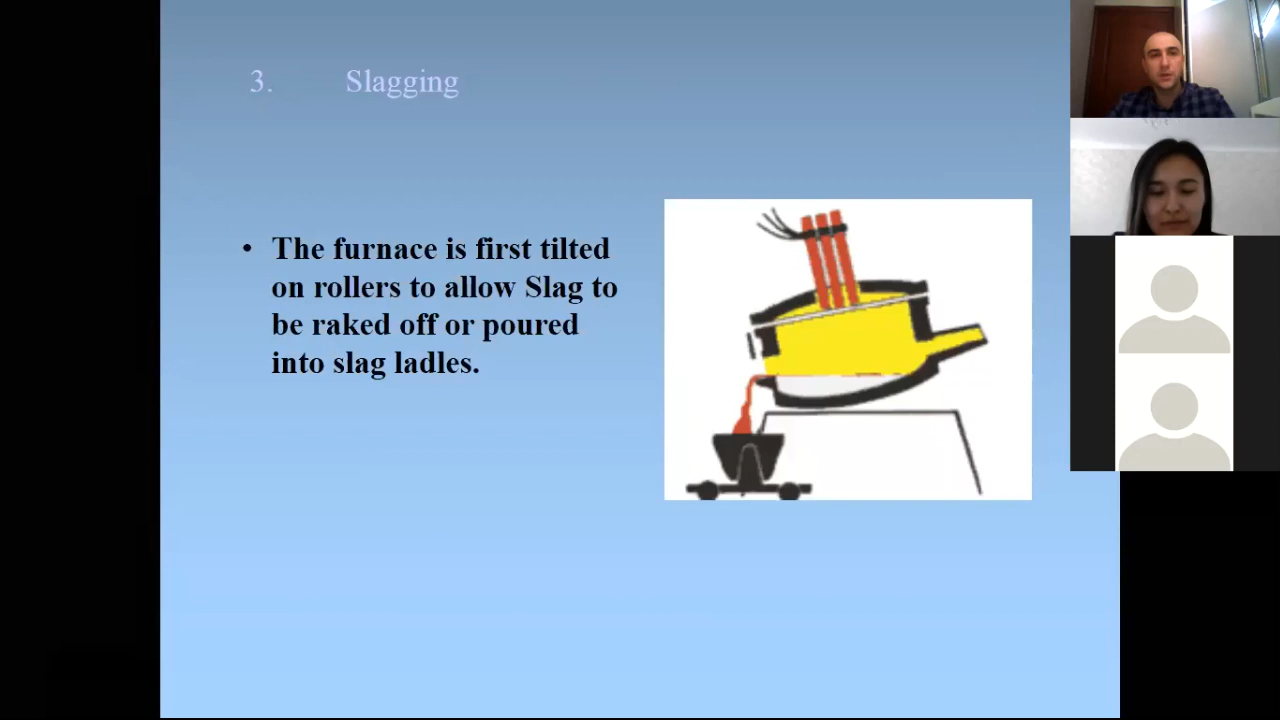 3. Slagging
• The furnace is first tilted
on rollers to allow Slag to
be raked off or poured
into slag ladles.